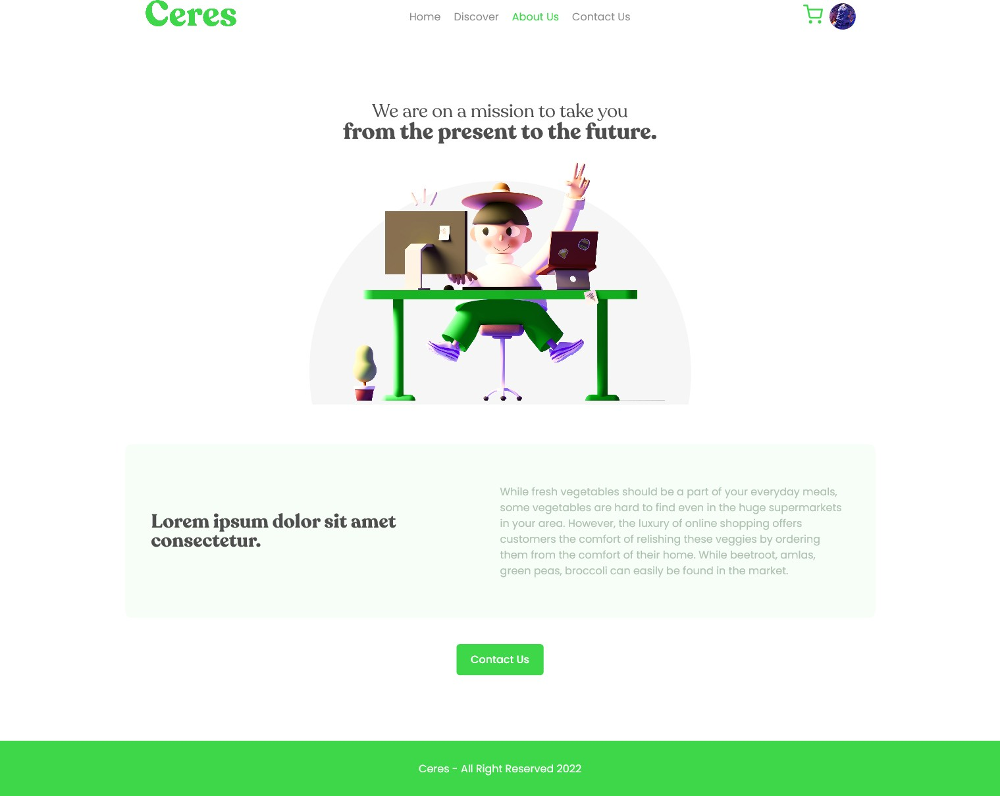 Ceres
Home Discover About Us Contact Us
We are on a mission to take you
from the present to the future.
Lorem ipsum dolor sit amet
consectetur.
While fresh vegetables should be a part of your everyday meals,
some vegetables are hard to find even in the huge supermarkets
in your area. However, the luxury of online shopping offers
customers the comfort of relishing these veggies by ordering
them from the comfort of their home. While beetroot, amlas,
green peas, broccoli can easily be found in the market.
Contact Us
Ceres - All Right Reserved 2022